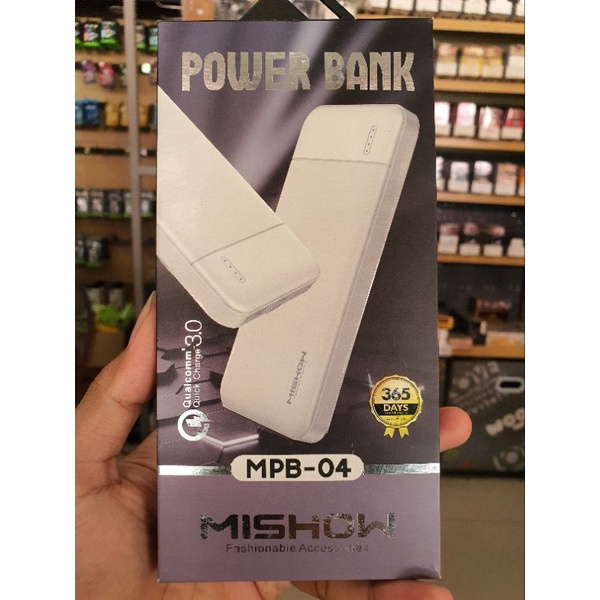 POWER BANK
MISHOW
Qualcomm
Quick Charge 3.0
365
DAYS
MPB-04
MISHOW
Fashionable Accessories